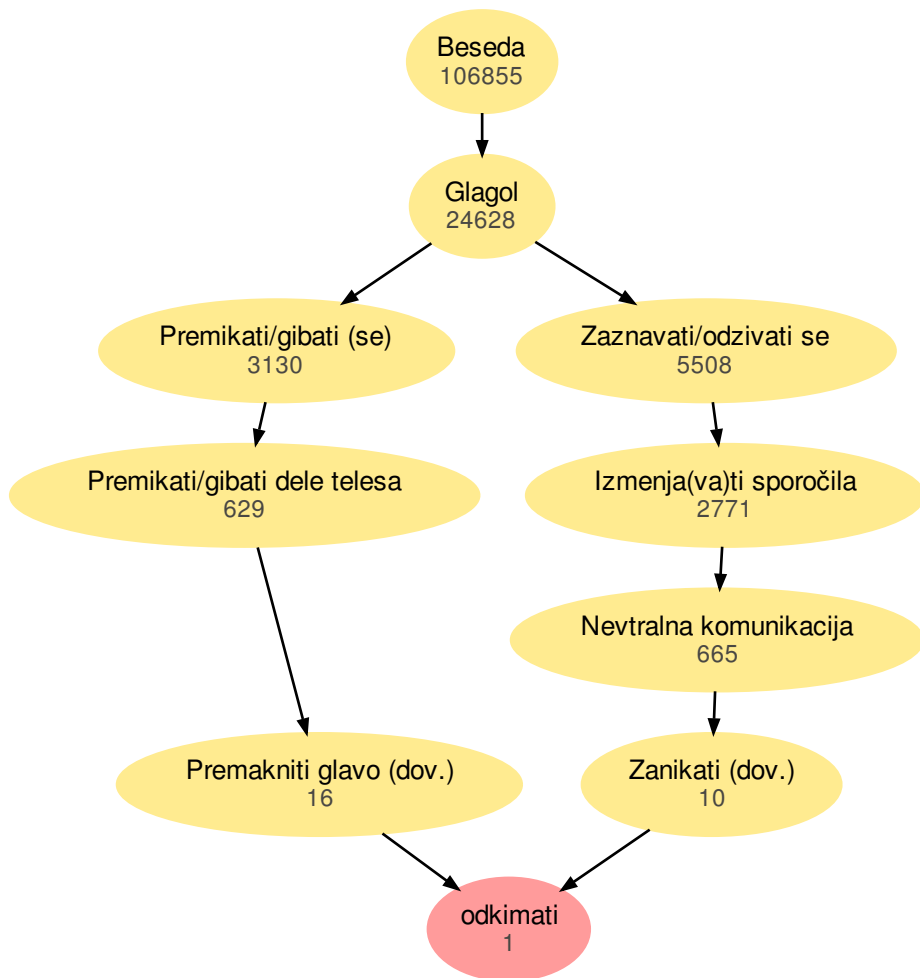 Beseda
106855
Glagol
24628
Premikati/gibati (se)
3130
Zaznavati/odzivati se
5508
Premikati/gibati dele telesa
629
Izmenja(va)ti sporočila
2771
Nevtralna komunikacija
665
Premakniti glavo (dov.)
16
Zanikati (dov.)
10
odkimati
1